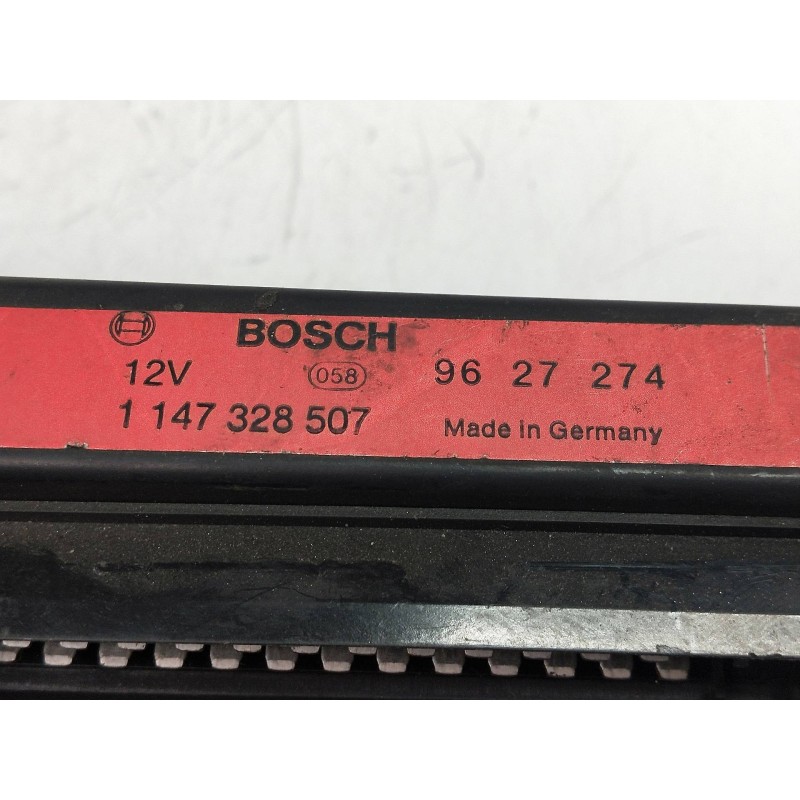 BOSCH
12V 058 96 27 274
1 147 328 507 Made in Germany